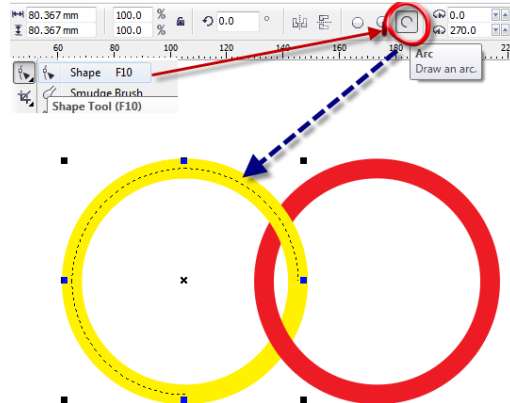 80.367 mm 100.0 % 0.0 ° 0.0
80.367 mm 100.0 % 270.0
60 80 100 120 140 160 180 22
Shape F10
Arc
Draw an arc.
Smudge Brush
Shape Tool (F10)